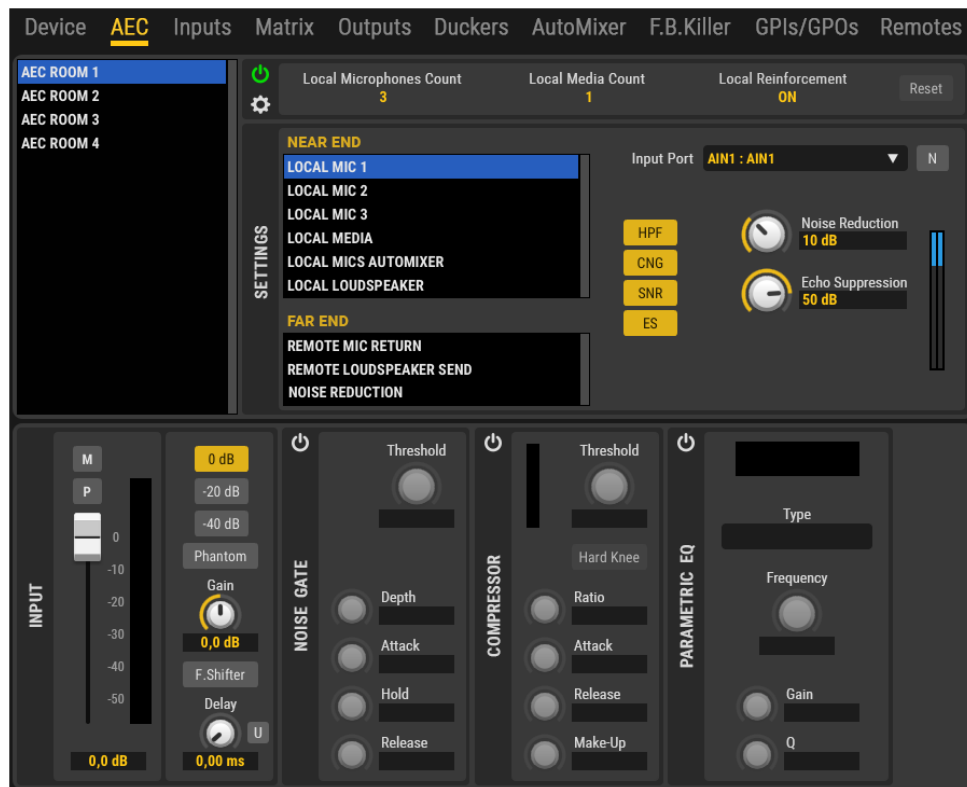 Device AEC Inputs Matrix Outputs Duckers AutoMixer F.B.Killer GPIs/GPOs Remotes
AEC ROOM 1
AEC ROOM 2
AEC ROOM 3
AEC ROOM 4
Local Microphones Count
3
Local Media Count
1
Local Reinforcement
ON
Reset
SETTINGS
NEAR END
LOCAL MIC 1
LOCAL MIC 2
LOCAL MIC 3
LOCAL MEDIA
LOCAL MICS AUTOMIXER
LOCAL LOUDSPEAKER
FAR END
REMOTE MIC RETURN
REMOTE LOUDSPEAKER SEND
NOISE REDUCTION
Input Port AIN1 : AIN1 N
HPF
CNG
SNR
ES
Noise Reduction
10 dB
Echo Suppression
50 dB
INPUT
M
P
0
-10
-20
-30
-40
-50
0,0 dB
0 dB
-20 dB
-40 dB
Phantom
Gain
0,0 dB
F.Shifter
Delay
U
0,00 ms
NOISE GATE
Threshold
Depth
Attack
Hold
Release
COMPRESSOR
Threshold
Hard Knee
Ratio
Attack
Release
Make-Up
PARAMETRIC EQ
Type
Frequency
Gain
Q